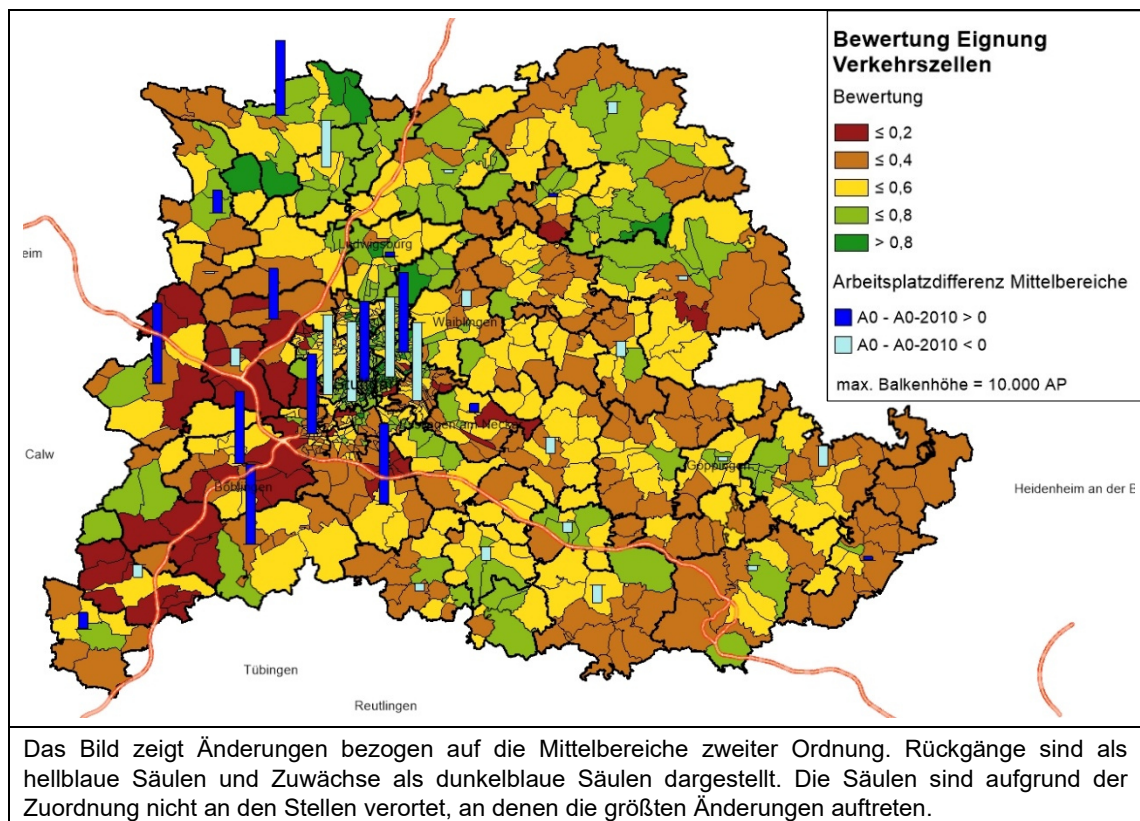 Bewertung Eignung
Verkehrszellen
Bewertung
≤ 0,2
≤ 0,4
≤ 0,6
≤ 0,8
> 0,8
Arbeitsplatzdifferenz Mittelbereiche
A0 - A0-2010 > 0
A0 - A0-2010 < 0
max. Balkenhöhe = 10.000 AP
Ludwigsburg
eim
Waiblingen
Calw
Göppingen
Böblingen
Heidenheim an der B
Tübingen
Reutlingen
Das Bild zeigt Änderungen bezogen auf die Mittelbereiche zweiter Ordnung. Rückgänge sind als
hellblaue Säulen und Zuwächse als dunkelblaue Säulen dargestellt. Die Säulen sind aufgrund der
Zuordnung nicht an den Stellen verortet, an denen die größten Änderungen auftreten.